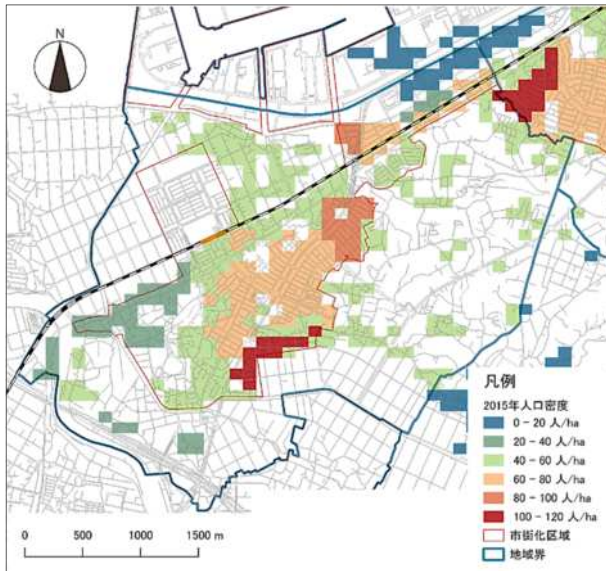 N
凡例
2015年人口密度
0 - 20 人/ha
20 - 40 人/ha
40 - 60 人/ha
60 - 80 人/ha
80 - 100 人/ha
100 - 120 人/ha
市街化区域
地域界
0 500 1000 1500 m